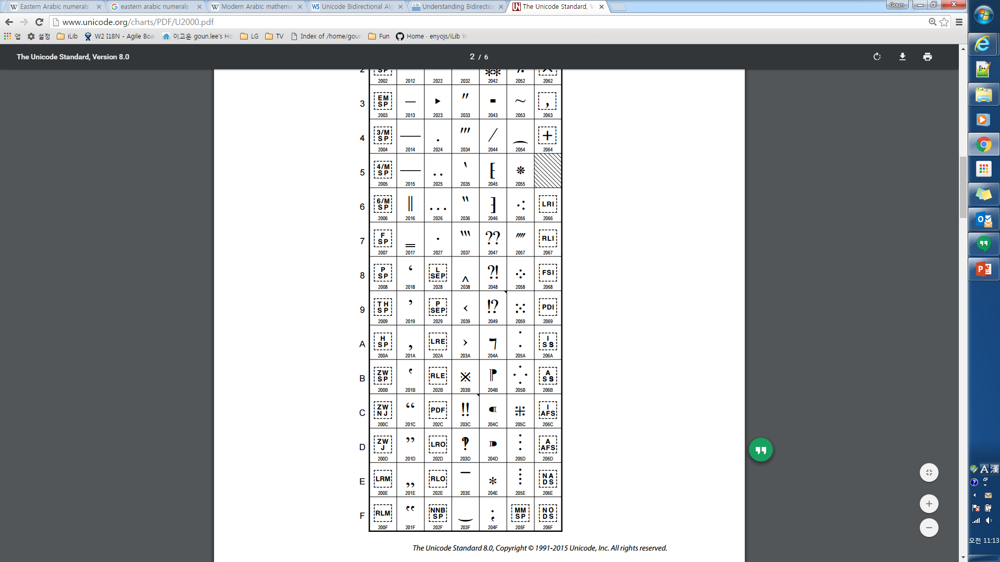 Eastern Arabic numerals
eastern arabic numerals -
Modern Arabic mathema
Unicode Bidirectional Alg
Understanding Bidirectio
The Unicode Standard, V
Goun
www.unicode.org/charts/PDF/U2000.pdf
앱 설정 iLib W2 I18N - Agile Boa 이고운 goun.lee's Ho LG TV Index of /home/gour Fun Home · enyojs/iLib W
The Unicode Standard, Version 8.0
2 / 6
2 SP ⁂ ⁒
2002 2012 2022 2032 2042 2052 2062
3 EM SP – ‣ ″ ⁃ ⁓ ,
2003 2013 2023 2033 2043 2053 2063
4 3/M SP — ․ ‴ ⁄ ⁔ +
2004 2014 2024 2034 2044 2054 2064
5 4/M SP ― ‥ ‵ ⁅ ⁕
2005 2015 2025 2035 2045 2055
6 6/M SP ‖ … ‶ ⁆ ⁖ LRI
2006 2016 2026 2036 2046 2056 2066
7 F SP ‗ ‧ ‷ ⁇ ⁗ RLI
2007 2017 2027 2037 2047 2057 2067
8 P SP ‘ L SEP ‸ ⁈ ⁘ FSI
2008 2018 2028 2038 2048 2058 2068
9 TH SP ’ P SEP ‹ ⁉ ⁙ PDI
2009 2019 2029 2039 2049 2059 2069
A H SP ‚ LRE › ⁊ ⁚ I SS
200A 201A 202A 203A 204A 205A 206A
B ZW SP ‛ RLE ※ ⁋ ⁛ A SS
200B 201B 202B 203B 204B 205B 206B
C ZW NJ “ PDF ‼ ⁌ ⁜ I AFS
200C 201C 202C 203C 204C 205C 206C
D ZW J ” LRO ‽ ⁍ ⁝ A AFS
200D 201D 202D 203D 204D 205D 206D
E LRM „ RLO ‾ ⁎ ⁞ NA DS
200E 201E 202E 203E 204E 205E 206E
F RLM ‟ NNB SP ‿ ⁏ MM SP NO DS
200F 201F 202F 203F 204F 205F 206F
The Unicode Standard 8.0, Copyright © 1991-2015 Unicode, Inc. All rights reserved.
A 漢
오전 11:13